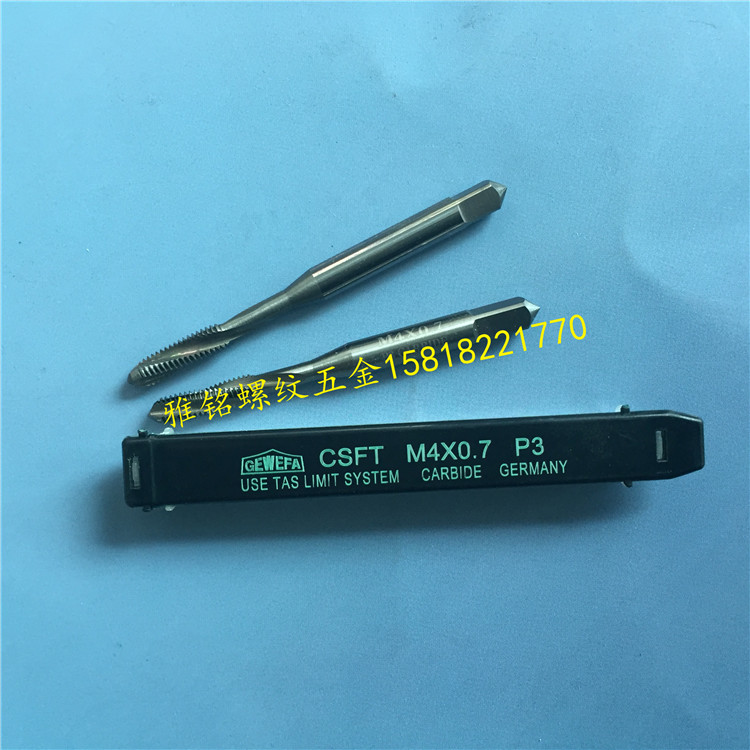 M4X0.7
雅铭螺纹五金15818221770
GEWEFA
CSFT M4X0.7 P3
USE TAS LIMIT SYSTEM CARBIDE GERMANY